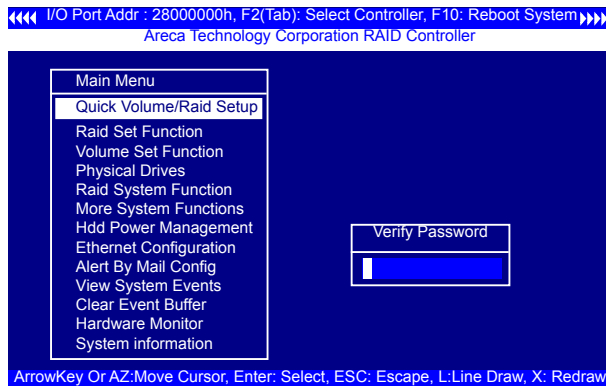 I/O Port Addr : 28000000h, F2(Tab): Select Controller, F10: Reboot System
Areca Technology Corporation RAID Controller
Main Menu
Quick Volume/Raid Setup
Raid Set Function
Volume Set Function
Physical Drives
Raid System Function
More System Functions
Hdd Power Management
Ethernet Configuration
Alert By Mail Config
View System Events
Clear Event Buffer
Hardware Monitor
System information
Verify Password
ArrowKey Or AZ:Move Cursor, Enter: Select, ESC: Escape, L:Line Draw, X: Redraw